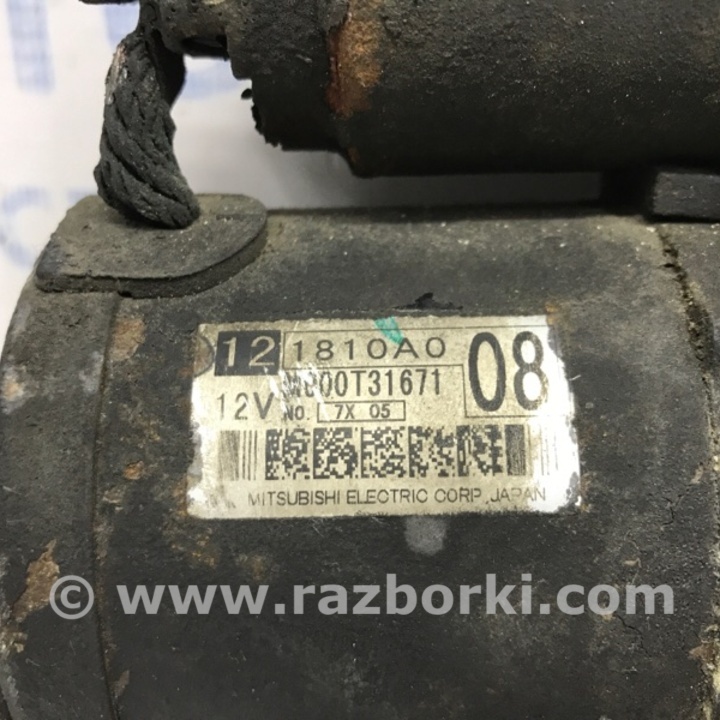 12 1810A0 08
M000T31671
12V No. 7X 05
MITSUBISHI ELECTRIC CORP. JAPAN
© www.razborki.com